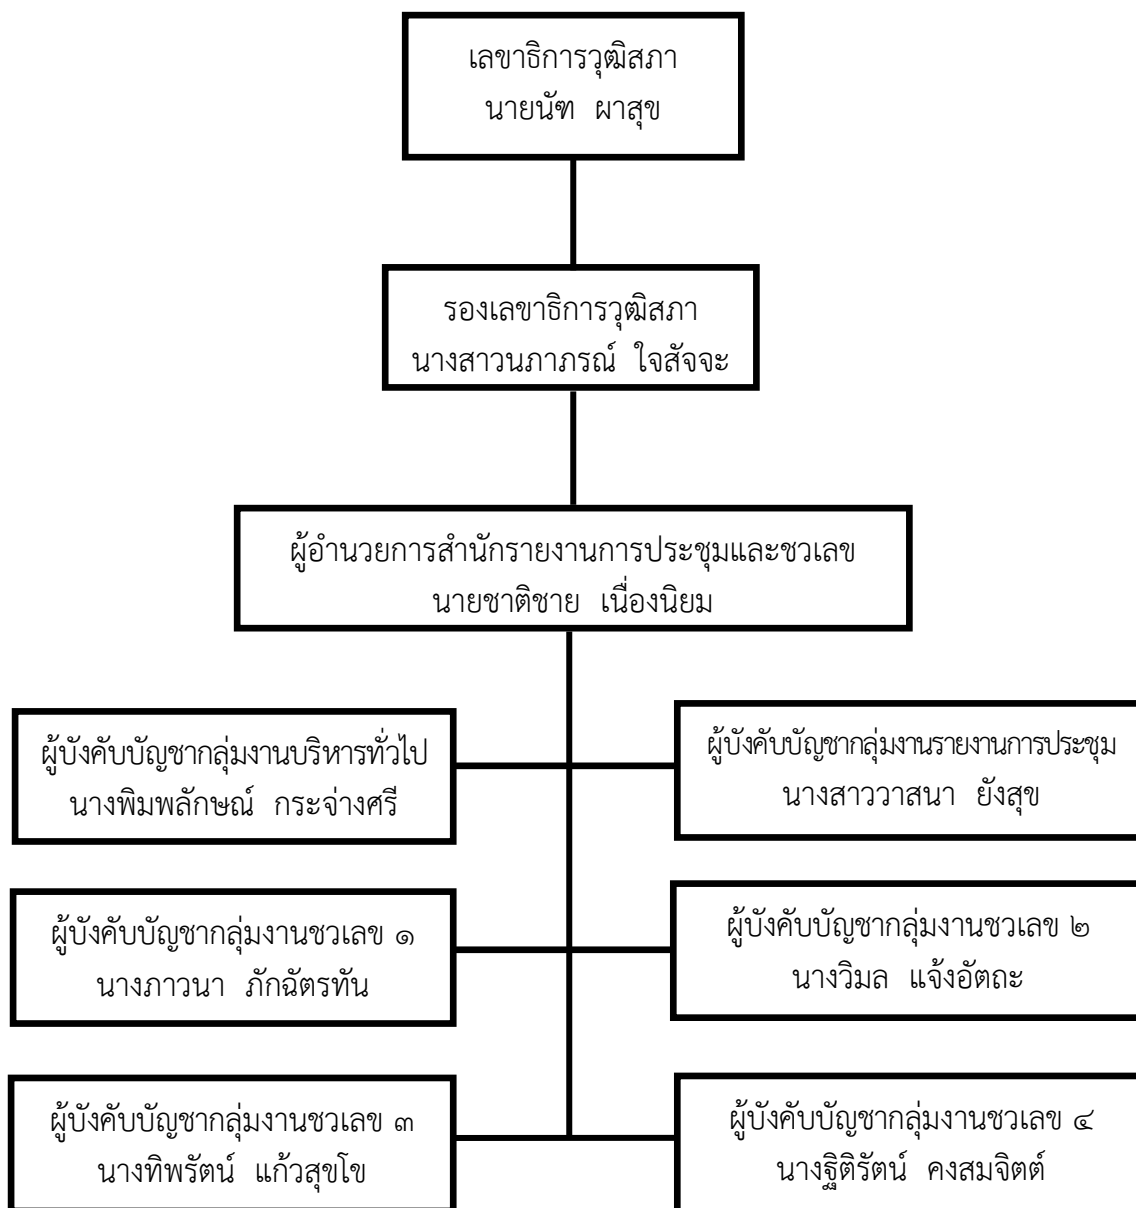 เลขาธิการวุฒิสภา
นายนัฑ ผาสุข
รองเลขาธิการวุฒิสภา
นางสาวนภาภรณ์ ใจสัจจะ
ผู้อำนวยการสำนักรายงานการประชุมและชวเลข
นายชาติชาย เนื่องนิยม
ผู้บังคับบัญชากลุ่มงานบริหารทั่วไป
นางพิมพลักษณ์ กระจ่างศรี
ผู้บังคับบัญชากลุ่มงานรายงานการประชุม
นางสาววาสนา ยังสุข
ผู้บังคับบัญชากลุ่มงานชวเลข ๑
นางภาวนา ภักฉัตรทัน
ผู้บังคับบัญชากลุ่มงานชวเลข ๒
นางวิมล แจ้งอัตถะ
ผู้บังคับบัญชากลุ่มงานชวเลข ๓
นางทิพรัตน์ แก้วสุขโข
ผู้บังคับบัญชากลุ่มงานชวเลข ๔
นางฐิติรัตน์ คงสมจิตต์